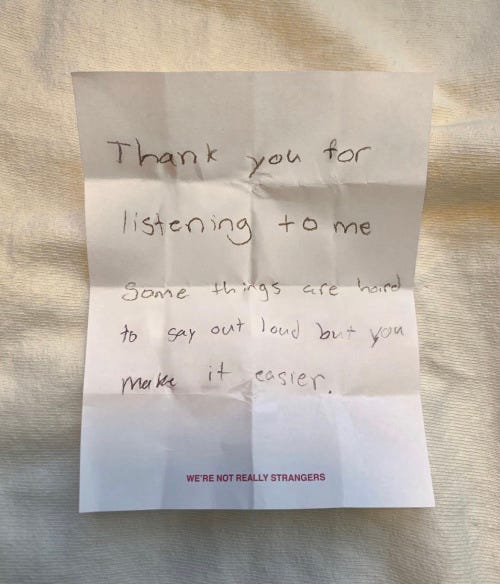 Thank you for
listening to me
Some things are hard
to say out loud but you
make it easier.
WE'RE NOT REALLY STRANGERS